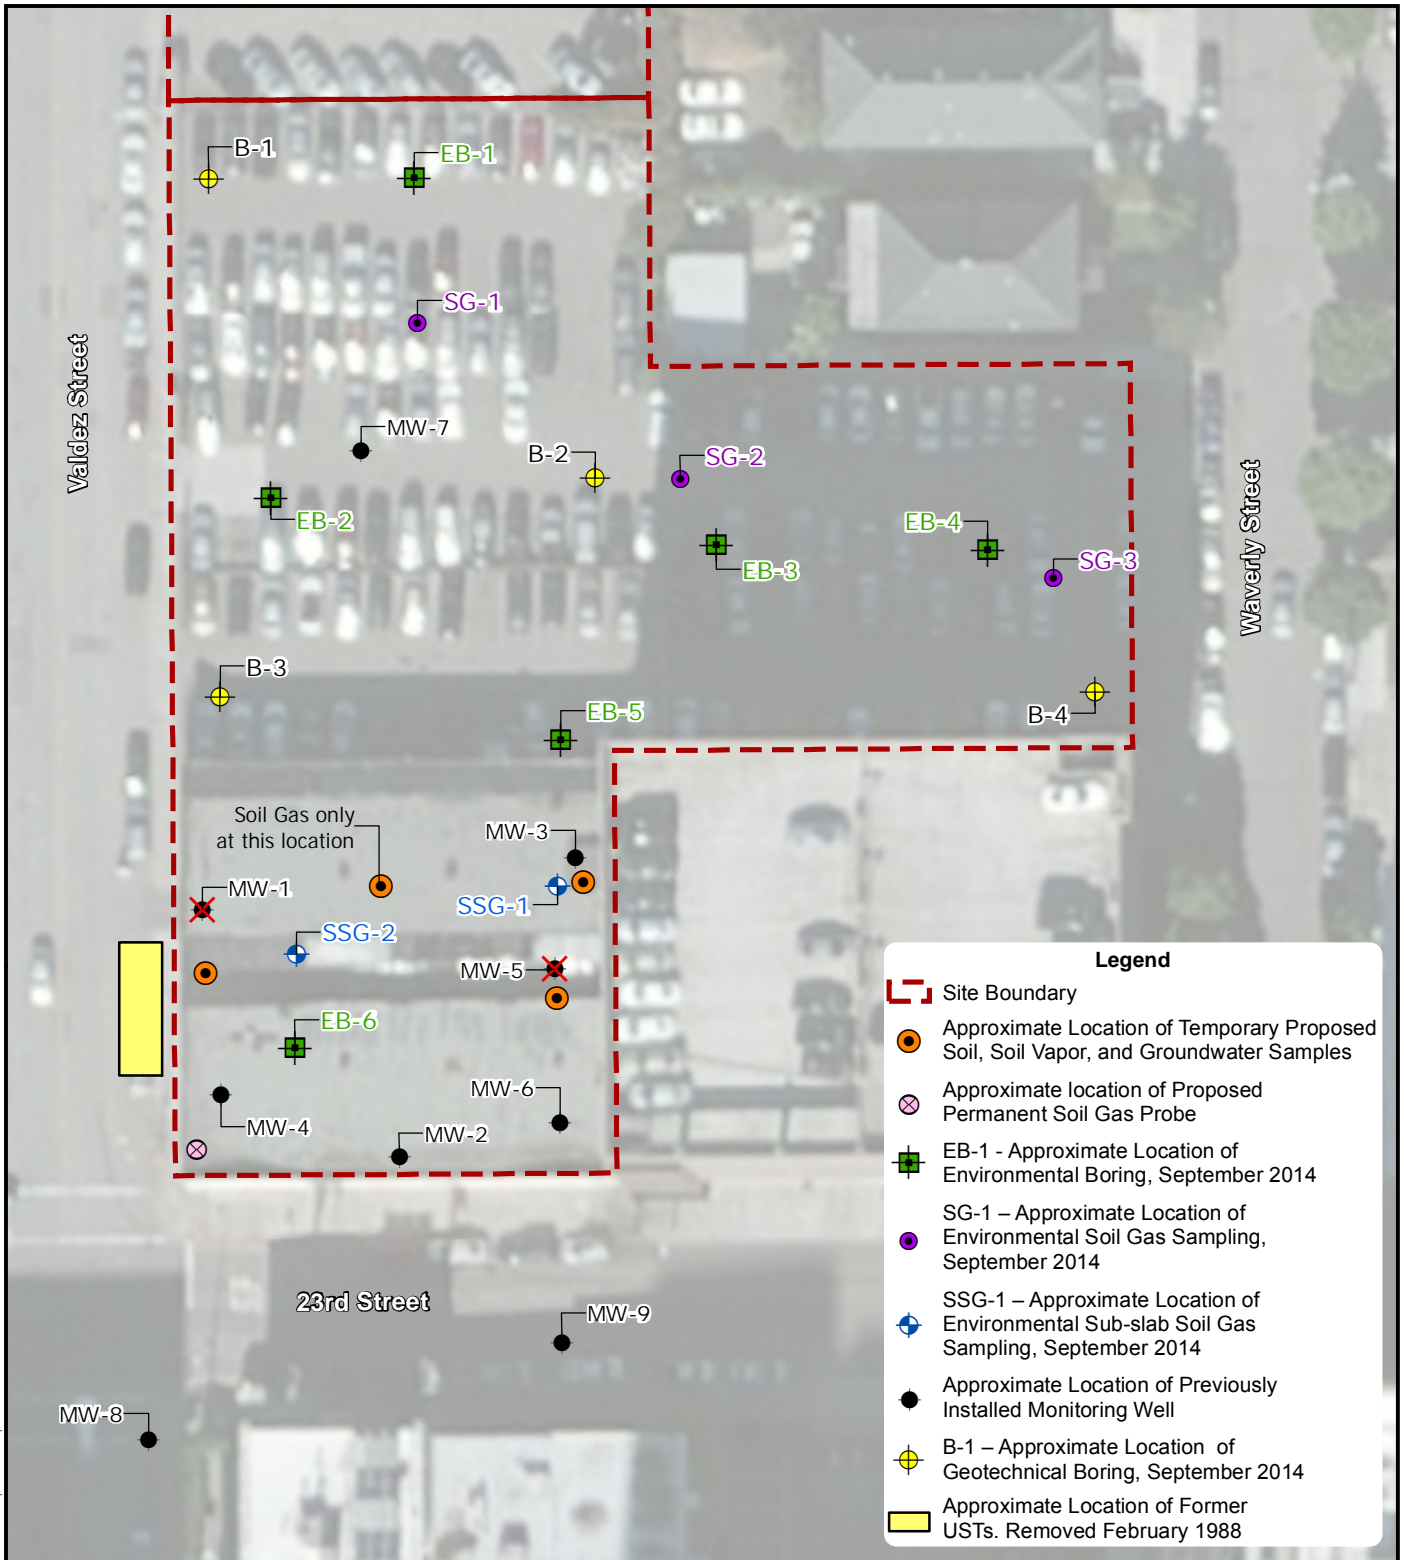 B-1
EB-1
SG-1
Valdez Street
MW-7
B-2
SG-2
EB-2
EB-4
EB-3
SG-3
Waverly Street
B-3
EB-5
B-4
Soil Gas only
at this location
MW-3
MW-1
SSG-1
SSG-2
MW-5
EB-6
MW-6
MW-4
MW-2
23rd Street
MW-9
MW-8
Legend
Site Boundary
Approximate Location of Temporary Proposed
Soil, Soil Vapor, and Groundwater Samples
Approximate location of Proposed
Permanent Soil Gas Probe
EB-1 - Approximate Location of
Environmental Boring, September 2014
SG-1 – Approximate Location of
Environmental Soil Gas Sampling,
September 2014
SSG-1 – Approximate Location of
Environmental Sub-slab Soil Gas
Sampling, September 2014
Approximate Location of Previously
Installed Monitoring Well
B-1 – Approximate Location of
Geotechnical Boring, September 2014
Approximate Location of Former
USTs. Removed February 1988